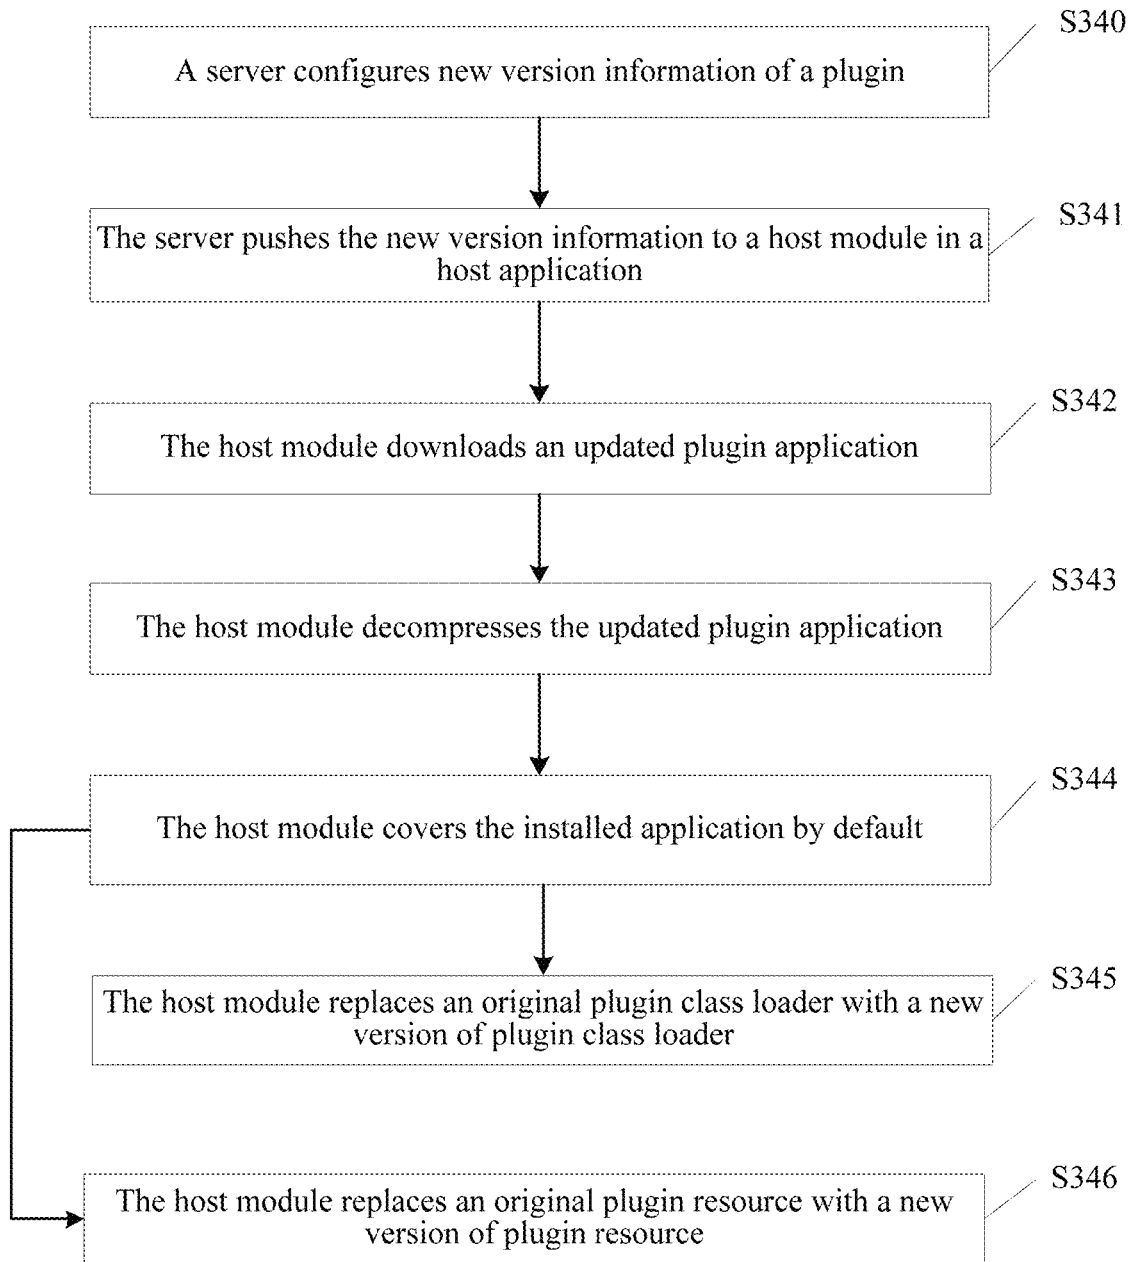 S340
A server configures new version information of a plugin
S341
The server pushes the new version information to a host module in a
host application
S342
The host module downloads an updated plugin application
S343
The host module decompresses the updated plugin application
S344
The host module covers the installed application by default
S345
The host module replaces an original plugin class loader with a new
version of plugin class loader
S346
The host module replaces an original plugin resource with a new
version of plugin resource